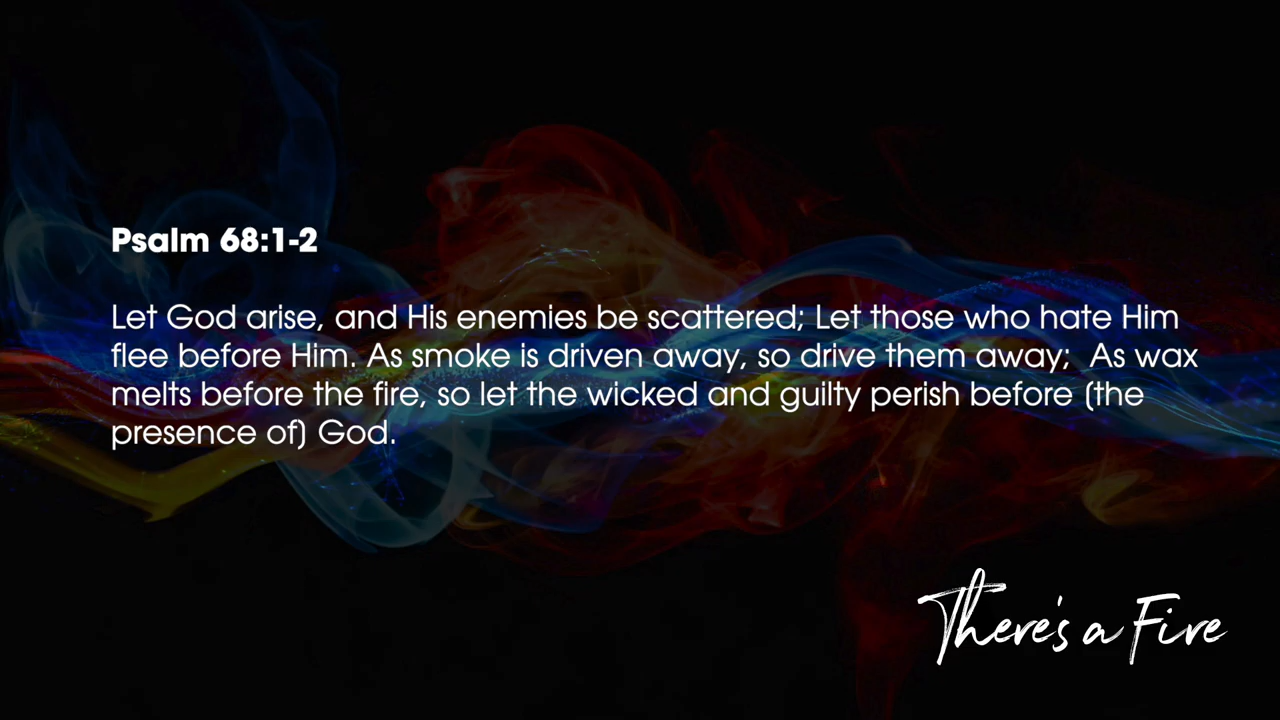 Psalm 68:1-2
Let God arise, and His enemies be scattered; Let those who hate Him
flee before Him. As smoke is driven away, so drive them away;  As wax
melts before the fire, so let the wicked and guilty perish before (the
presence of) God.
There's a Fire